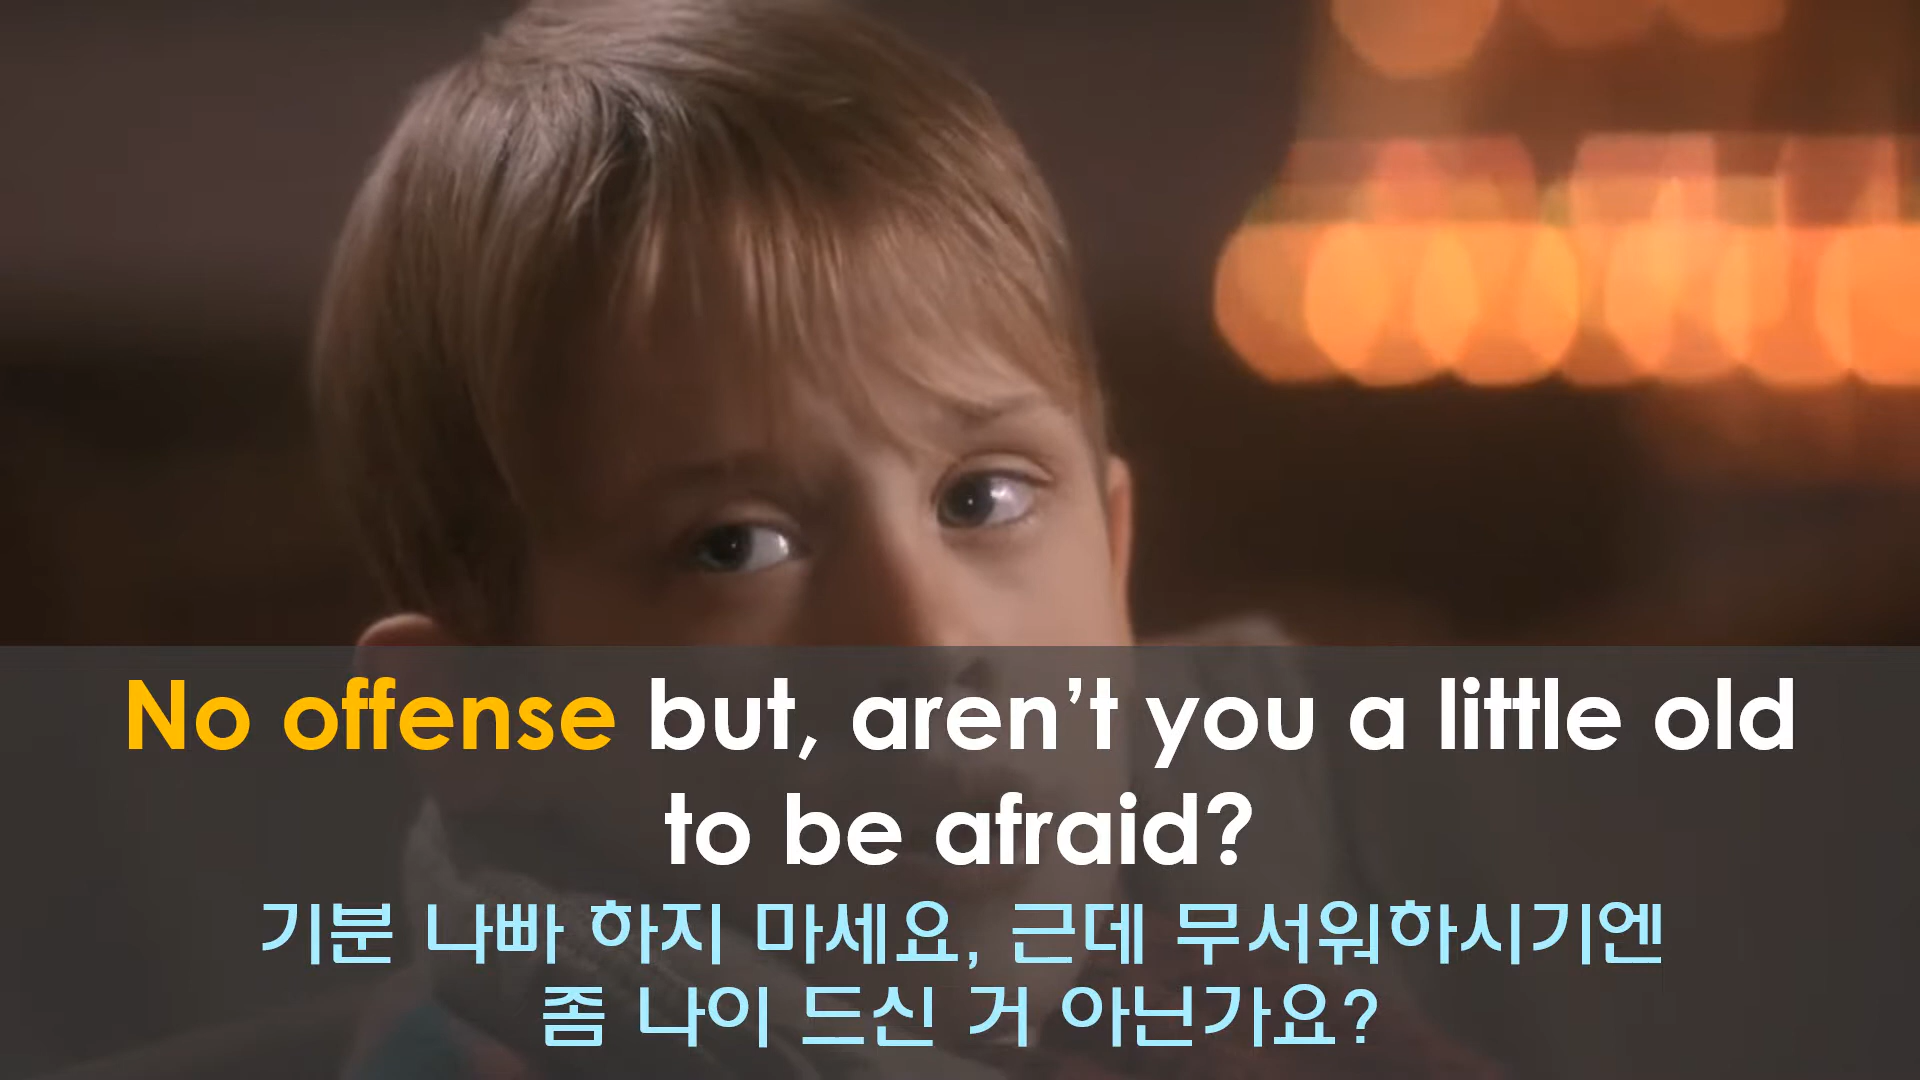 No offense but, aren’t you a little old
to be afraid?
기분 나빠 하지 마세요, 근데 무서워하시기엔
좀 나이 드신 거 아닌가요?